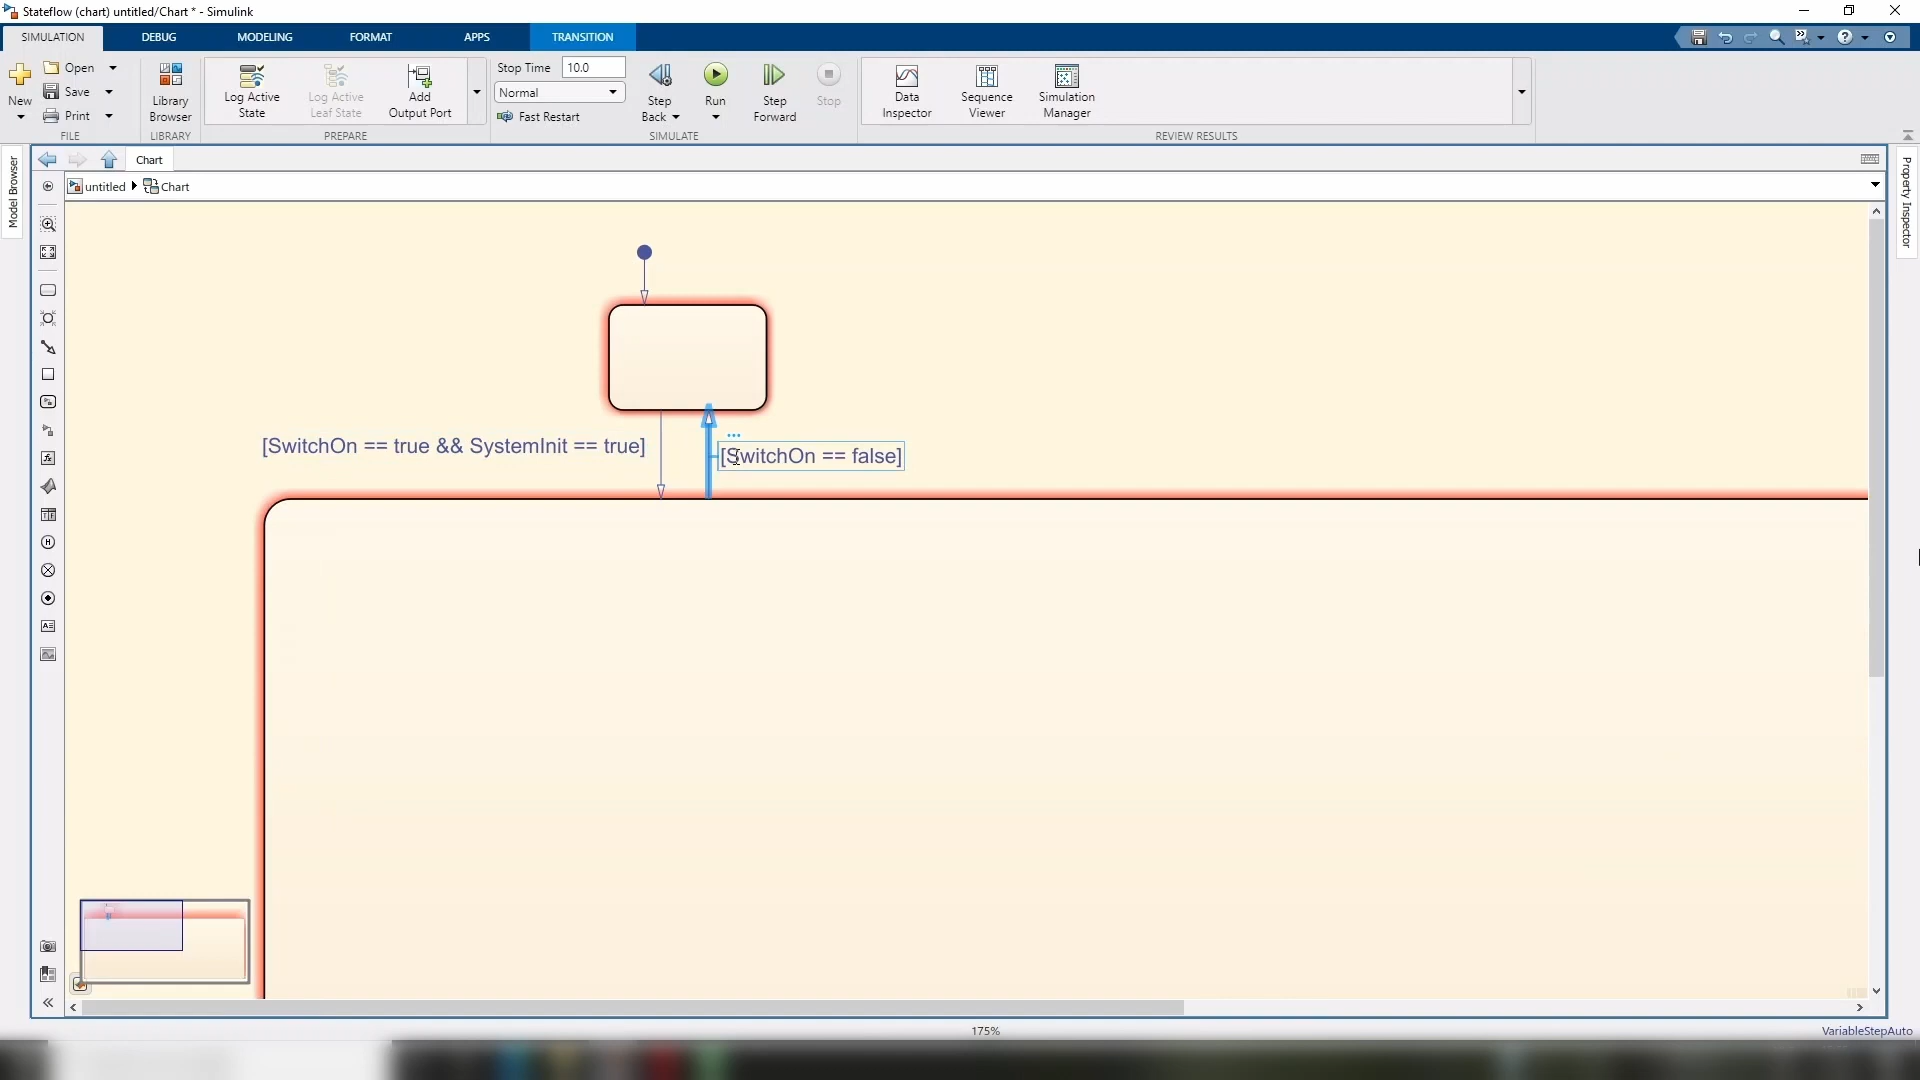 Stateflow (chart) untitled/Chart * - Simulink
SIMULATION
DEBUG
MODELING
FORMAT
APPS
TRANSITION
New
Open
Save
Print
FILE
Library
Browser
LIBRARY
Log Active
State
Log Active
Leaf State
Add
Output Port
PREPARE
Stop Time 10.0
Normal
Fast Restart
Step
Back
Run
Step
Forward
Stop
SIMULATE
Data
Inspector
Sequence
Viewer
Simulation
Manager
REVIEW RESULTS
Model Browser
Property Inspector
Chart
untitled
Chart
[SwitchOn == true && SystemInit == true]
[SwitchOn == false]
175%
VariableStepAuto